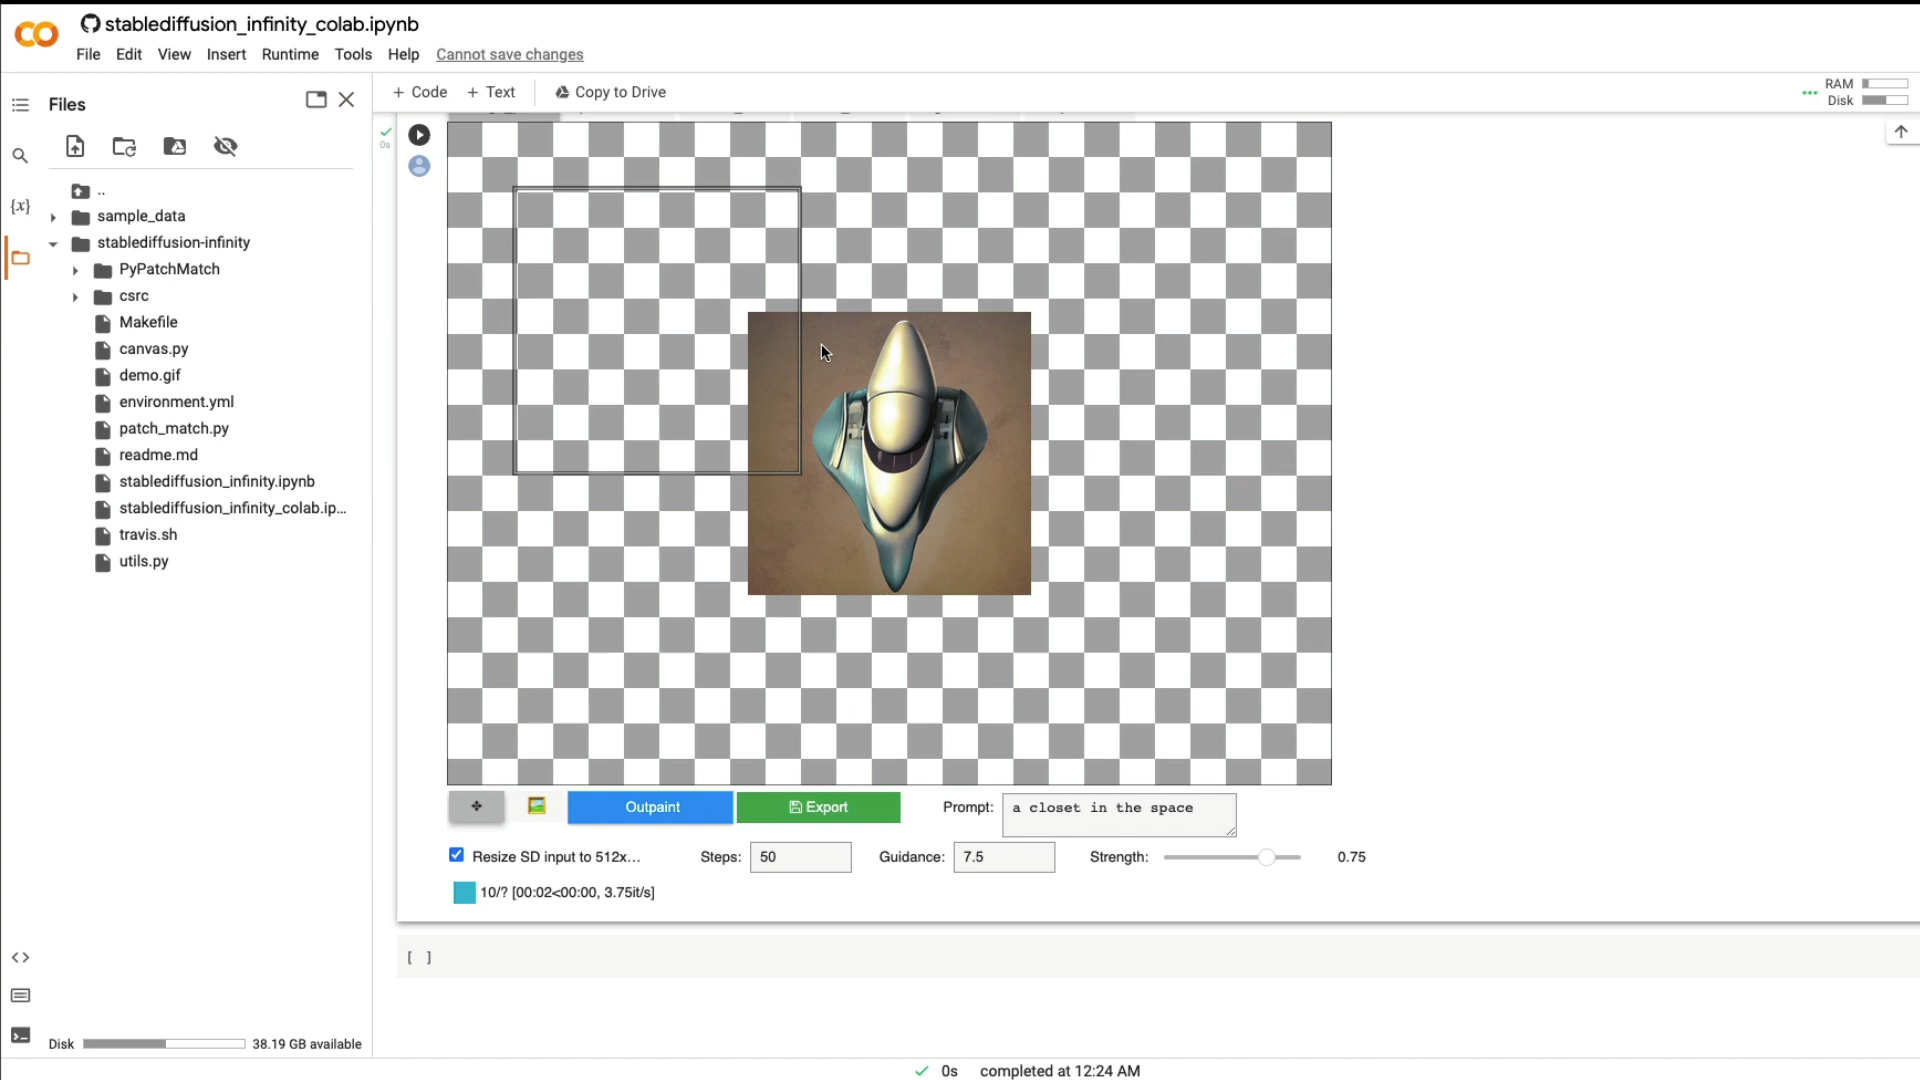 stablediffusion_infinity_colab.ipynb
File Edit View Insert Runtime Tools Help Cannot save changes
Files
+ Code + Text Copy to Drive
RAM
Disk
0s
{x}
..
sample_data
stablediffusion-infinity
PyPatchMatch
csrc
Makefile
canvas.py
demo.gif
environment.yml
patch_match.py
readme.md
stablediffusion_infinity.ipynb
stablediffusion_infinity_colab.ip...
travis.sh
utils.py
Outpaint Export Prompt: a closet in the space
Resize SD input to 512x... Steps: 50 Guidance: 7.5 Strength: 0.75
10/? [00:02<00:00, 3.75it/s]
[ ]
Disk 38.19 GB available
0s completed at 12:24 AM